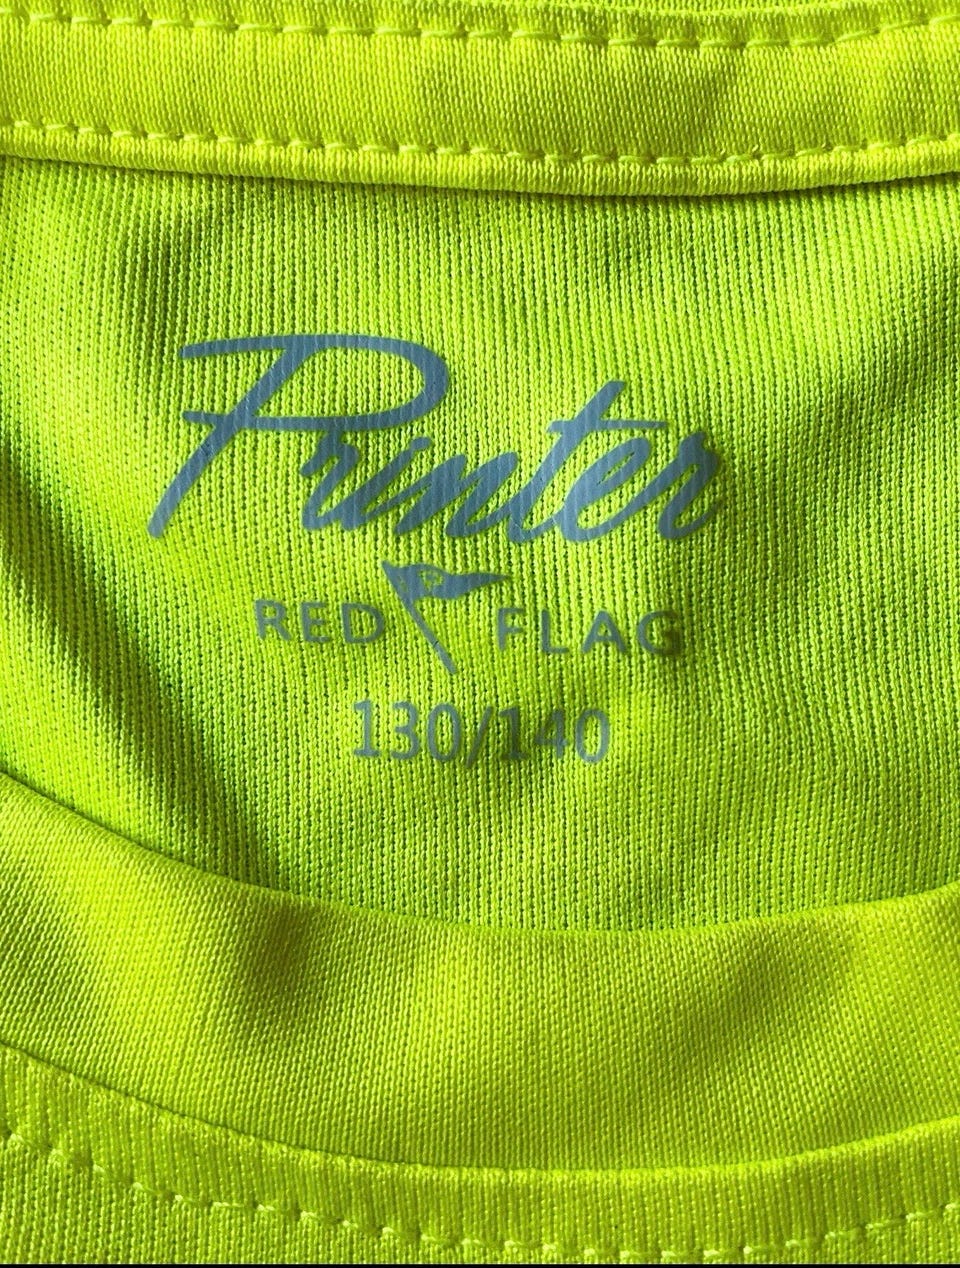 Printer
RED FLAG
130/140